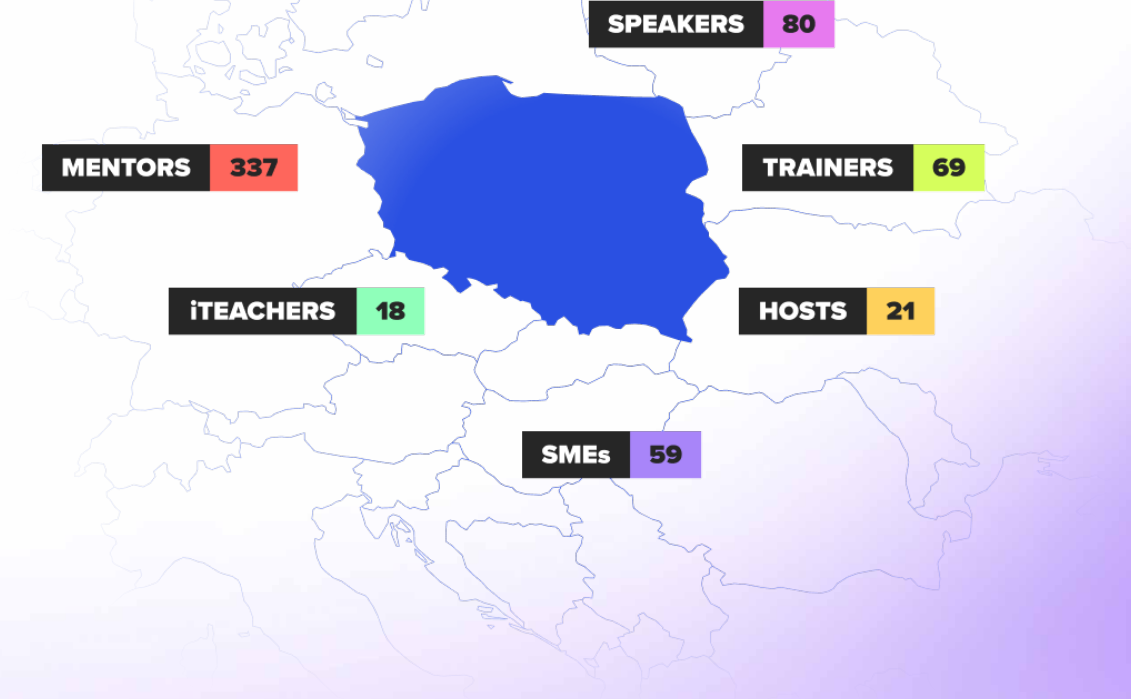 SPEAKERS 80
MENTORS 337
TRAINERS 69
iTEACHERS 18
HOSTS 21
SMEs 59